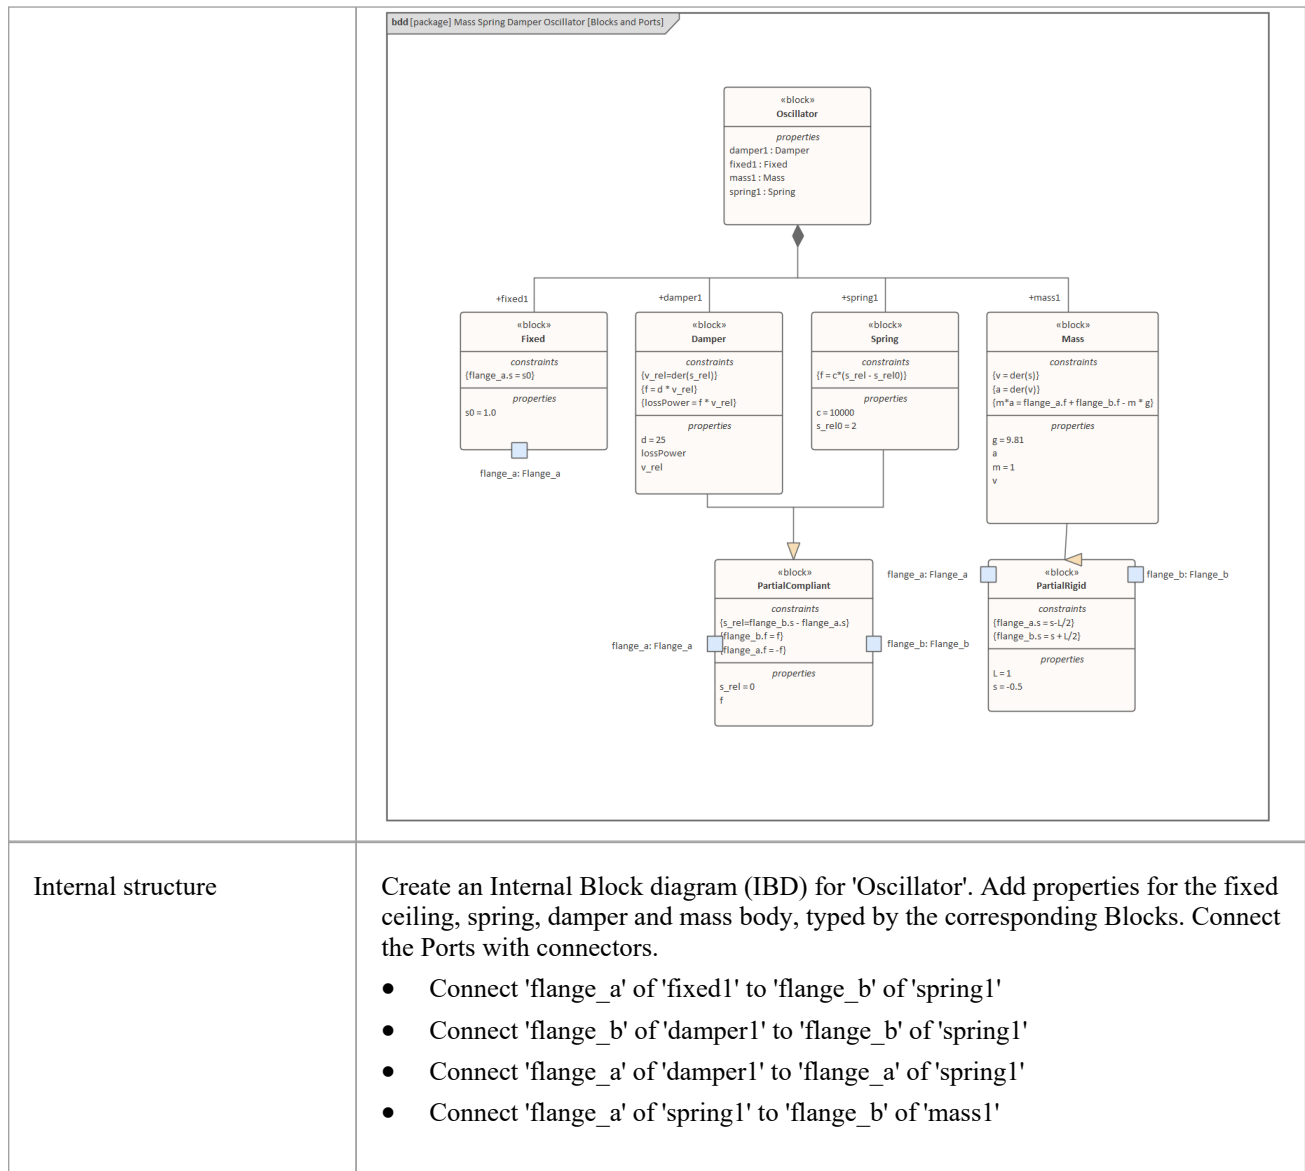 bdd [package] Mass Spring Damper Oscillator [Blocks and Ports]
«block»
Oscillator
properties
damper1 : Damper
fixed1 : Fixed
mass1 : Mass
spring1 : Spring
+fixed1
+damper1
+spring1
+mass1
«block»
Fixed
constraints
{flange_a.s = s0}
properties
s0 = 1.0
flange_a: Flange_a
«block»
Damper
constraints
{v_rel=der(s_rel)}
{f = d * v_rel}
{lossPower = f * v_rel}
properties
d = 25
lossPower
v_rel
«block»
Spring
constraints
{f = c*(s_rel - s_rel0)}
properties
c = 10000
s_rel0 = 2
«block»
Mass
constraints
{v = der(s)}
{a = der(v)}
{m*a = flange_a.f + flange_b.f - m * g}
properties
g = 9.81
a
m = 1
v
«block»
PartialCompliant
constraints
{s_rel=flange_b.s - flange_a.s}
{flange_b.f = f}
{flange_a.f = -f}
properties
s_rel = 0
f
flange_a: Flange_a
flange_b: Flange_b
«block»
PartialRigid
constraints
{flange_a.s = s-L/2}
{flange_b.s = s + L/2}
properties
L = 1
s = -0.5
flange_a: Flange_a
flange_b: Flange_b
Internal structure
Create an Internal Block diagram (IBD) for 'Oscillator'. Add properties for the fixed
ceiling, spring, damper and mass body, typed by the corresponding Blocks. Connect
the Ports with connectors.
• Connect 'flange_a' of 'fixed1' to 'flange_b' of 'spring1'
• Connect 'flange_b' of 'damper1' to 'flange_b' of 'spring1'
• Connect 'flange_a' of 'damper1' to 'flange_a' of 'spring1'
• Connect 'flange_a' of 'spring1' to 'flange_b' of 'mass1'